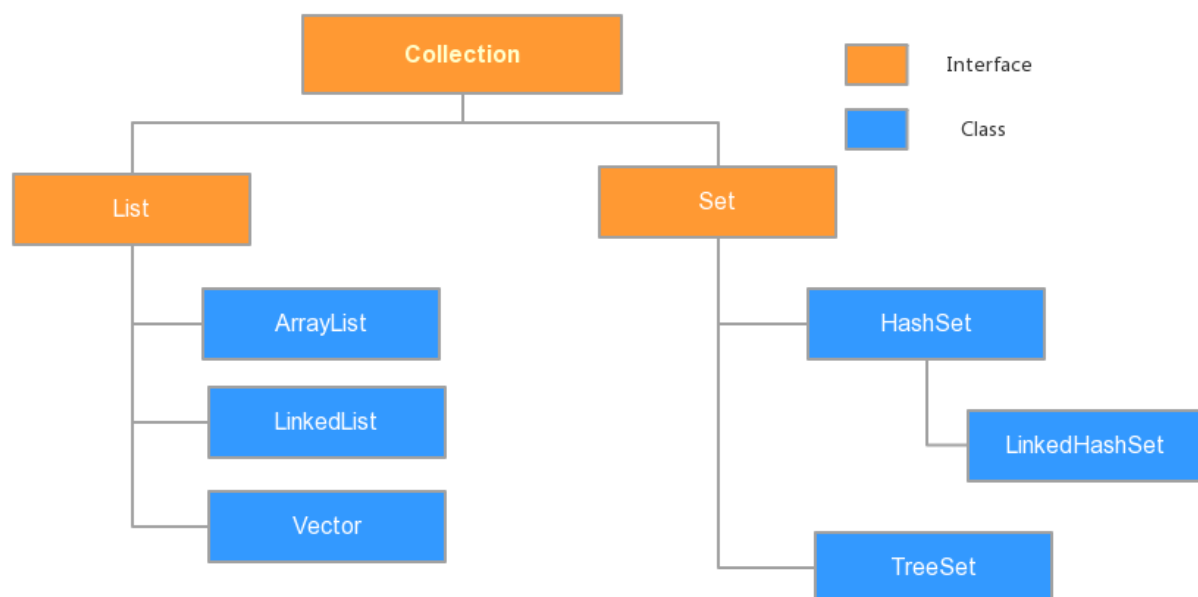 Collection
Interface
Class
List
Set
ArrayList
HashSet
LinkedList
LinkedHashSet
Vector
TreeSet